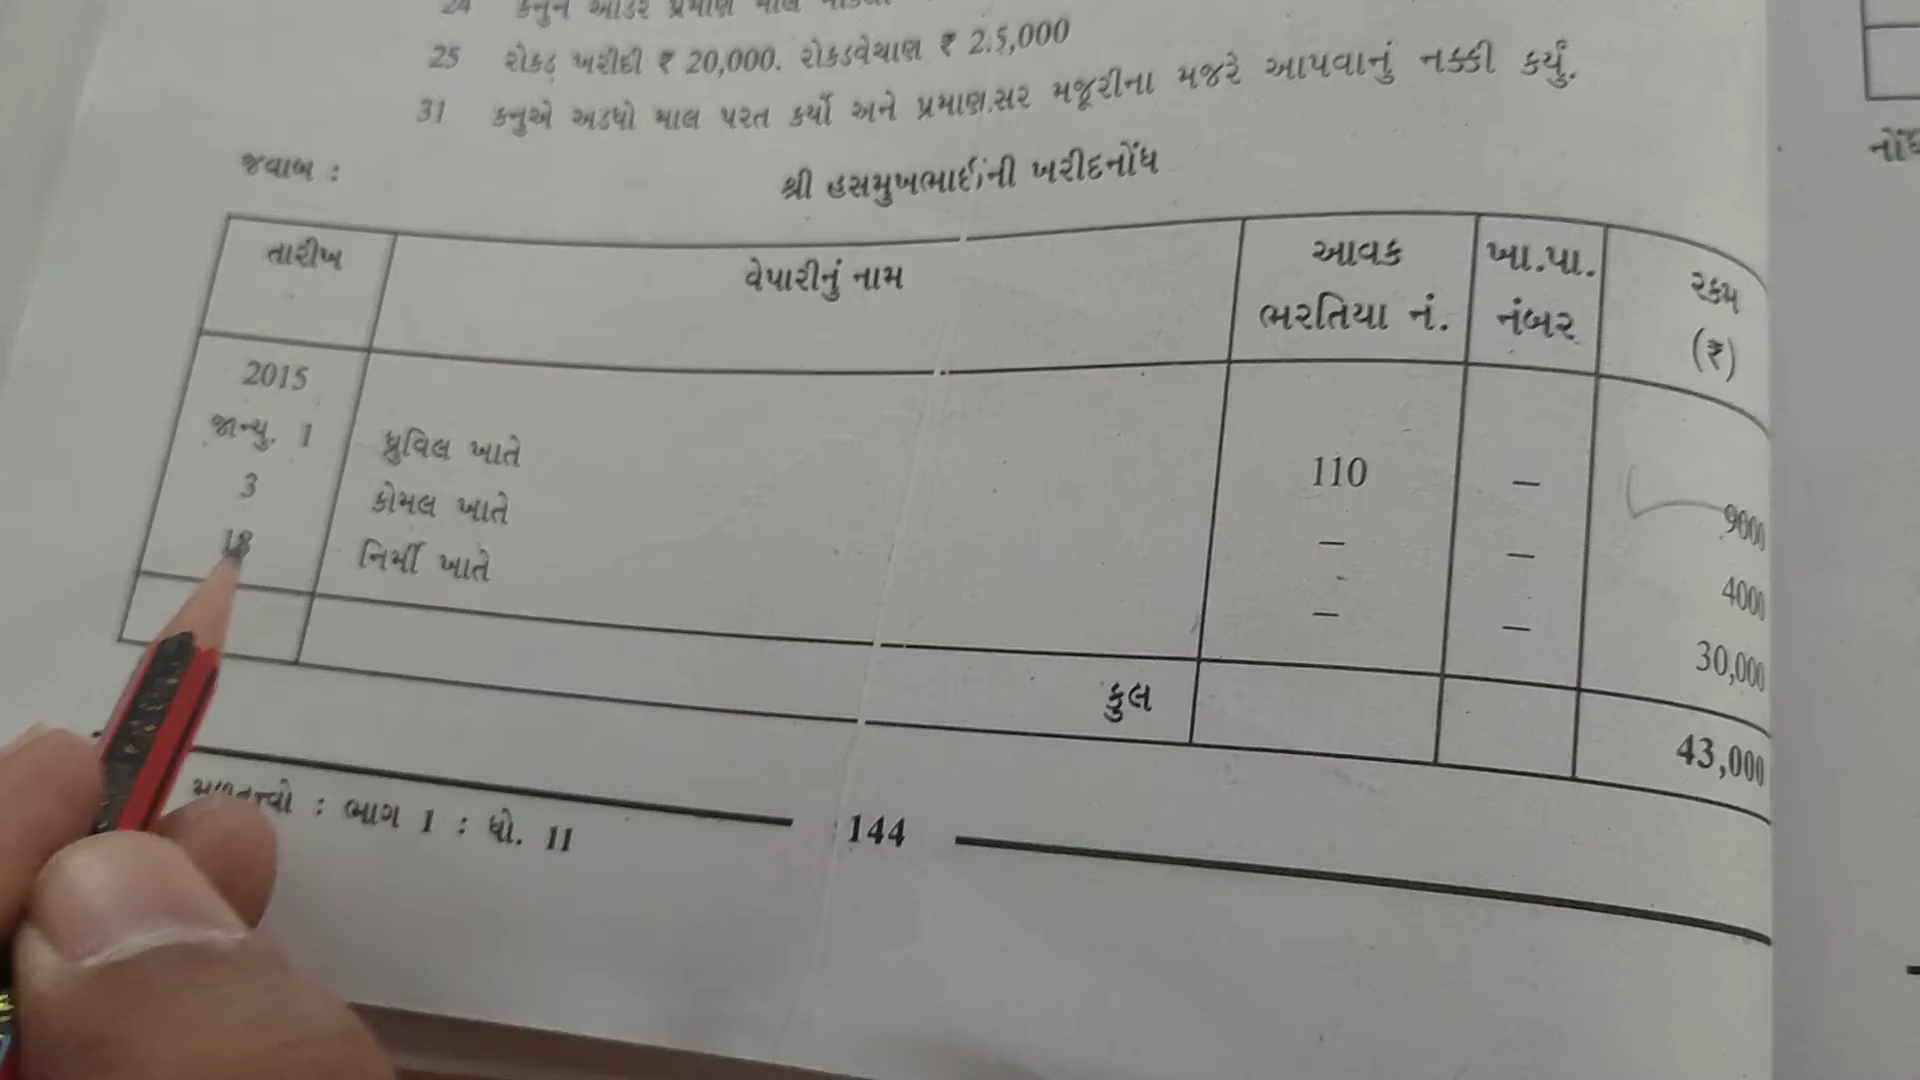 25 રોકડ ખરીદી ₹ 20,000. રોકડવેચાણ ₹ 2.5,000
31 કનુએ અડધો માલ પરત કર્યો અને પ્રમાણસર મજૂરીના મજરે આપવાનું નક્કી કર્યું.
જવાબ :
શ્રી હસમુખભાઈની ખરીદનોંધ
તારીખ વેપારીનું નામ આવક ભરતિયા નં. ખા.પા. નંબર રકમ (₹)
2015
જાન્યુ. 1 ધ્રુવિલ ખાતે 110 – 9000
3 કોમલ ખાતે – – 4000
18 નિર્મી ખાતે – – 30,000
કુલ 43,000
: ભાગ 1 : ધો. 11 144